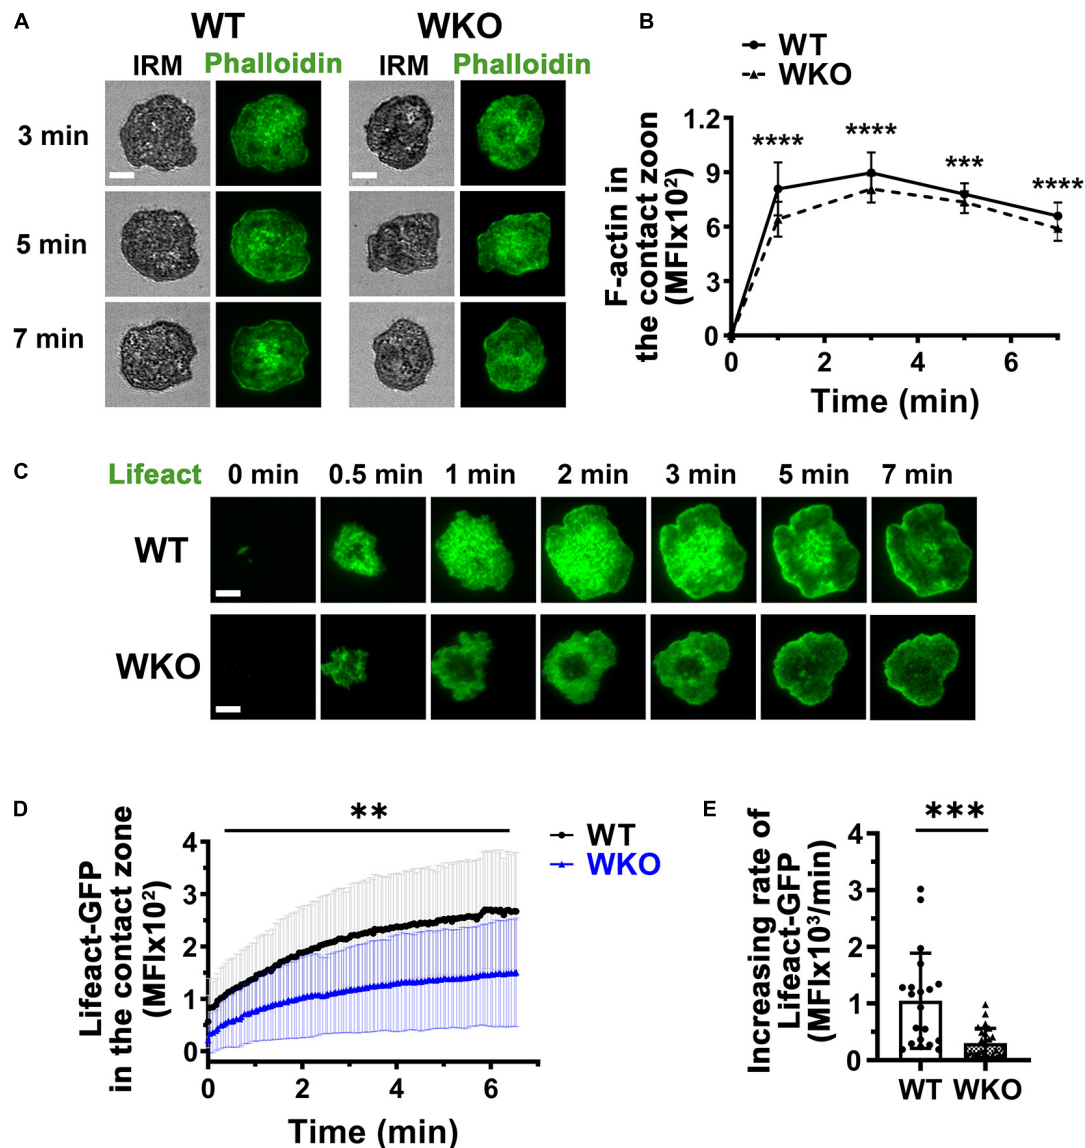 A
WT
WKO
IRM Phalloidin IRM Phalloidin
3 min
5 min
7 min
B
WT
WKO
F-actin in
the contact zoon
(MFIx10²)
1.2
9
6
3
0
**** **** *** ****
0 2 4 6
Time (min)
C
Lifeact 0 min 0.5 min 1 min 2 min 3 min 5 min 7 min
WT
WKO
D
Lifeact-GFP
in the contact zone
(MFIx10²)
4
3
2
1
0
**
WT
WKO
0 2 4 6
Time (min)
E
Increasing rate of
Lifeact-GFP
(MFIx10³/min)
4
3
2
1
0
***
WT WKO